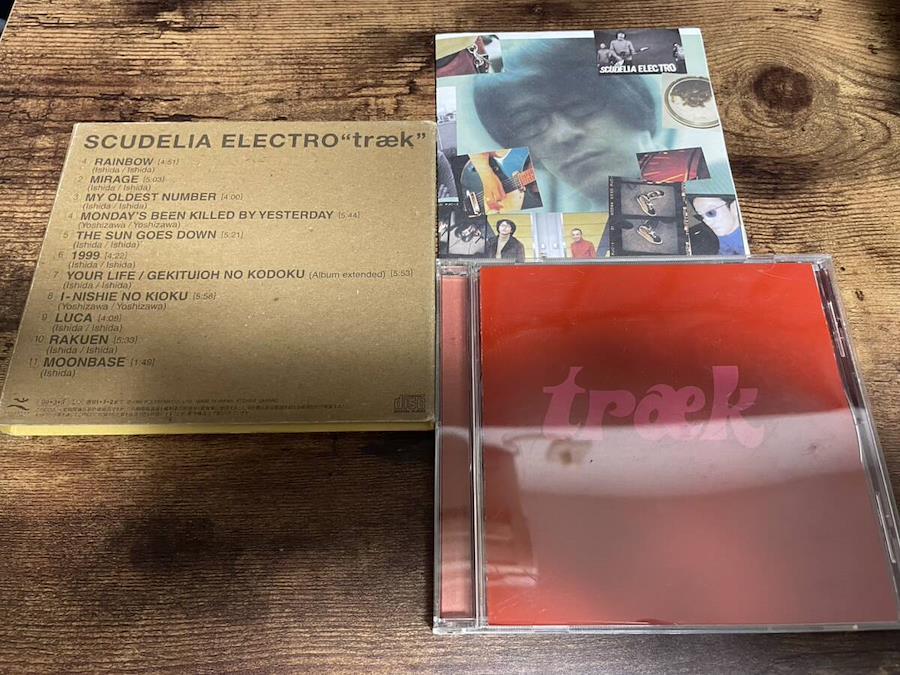 SCUDELIA ELECTRO "træk"
1 RAINBOW [4:51]
(Ishida / Ishida)
2 MIRAGE [5:03]
(Ishida / Ishida)
3 MY OLDEST NUMBER [4:00]
(Ishida / Ishida)
4 MONDAY'S BEEN KILLED BY YESTERDAY [5:44]
(Yoshizawa / Yoshizawa)
5 THE SUN GOES DOWN [5:21]
(Ishida / Ishida)
6 1999 [4:22]
(Ishida / Ishida)
7 YOUR LIFE / GEKITUIOH NO KODOKU (Album extended) [5:53]
(Ishida / Ishida)
8 I-NISHIE NO KIOKU [5:58]
(Yoshizawa / Yoshizawa)
9 LUCA [4:08]
(Ishida / Ishida)
10 RAKUEN [5:33]
(Ishida / Ishida)
11 MOONBASE [1:49]
(Ishida)
SCUDELIA ELECTRO
træk